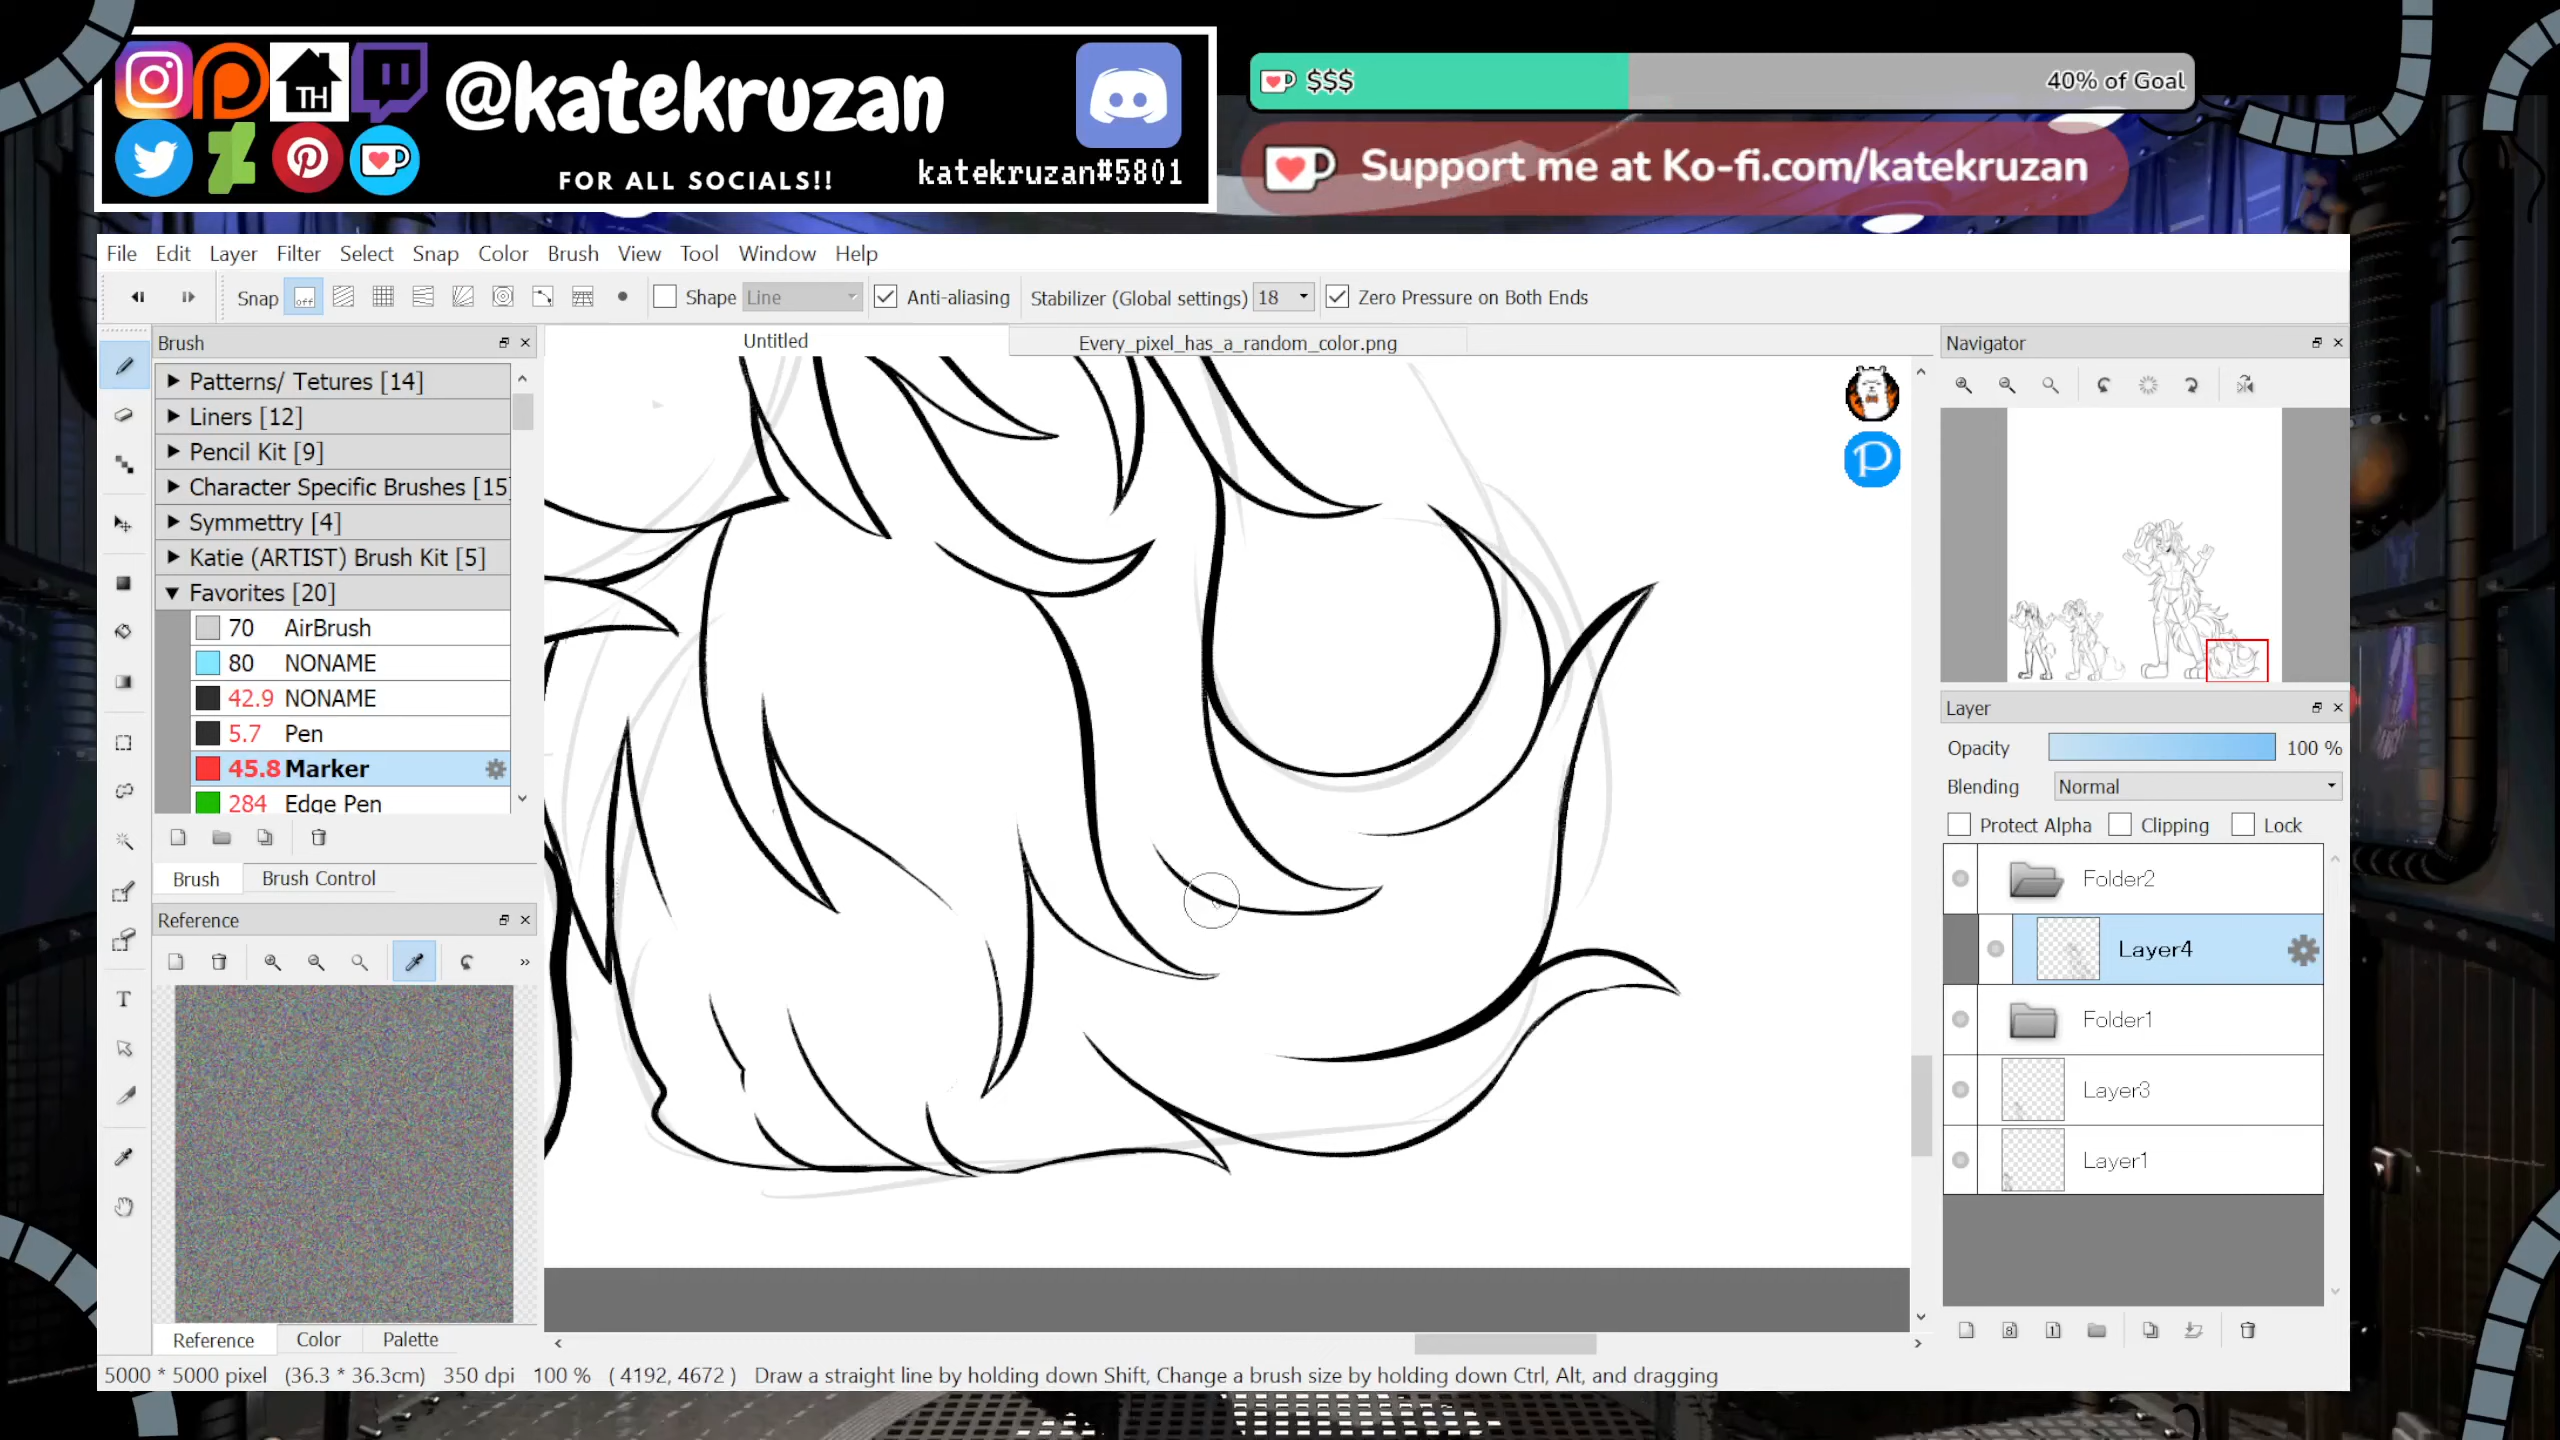 @katekruzan
FOR ALL SOCIALS!!
katekruzan#5801
TH
$$$
40% of Goal
Support me at Ko-fi.com/katekruzan
File Edit Layer Filter Select Snap Color Brush View Tool Window Help
Snap off Shape Line Anti-aliasing Stabilizer (Global settings) 18 Zero Pressure on Both Ends
Brush
Untitled
Every_pixel_has_a_random_color.png
Navigator
Patterns/ Tetures [14]
Liners [12]
Pencil Kit [9]
Character Specific Brushes [15]
Symmettry [4]
Katie (ARTIST) Brush Kit [5]
Favorites [20]
70 AirBrush
80 NONAME
42.9 NONAME
5.7 Pen
45.8 Marker
284 Edge Pen
Brush
Brush Control
Reference
T
Reference
Color
Palette
P
Layer
Opacity 100 %
Blending Normal
Protect Alpha Clipping Lock
Folder2
Layer4
Folder1
Layer3
Layer1
8
1
5000 * 5000 pixel (36.3 * 36.3cm) 350 dpi 100 % ( 4192, 4672 ) Draw a straight line by holding down Shift, Change a brush size by holding down Ctrl, Alt, and dragging